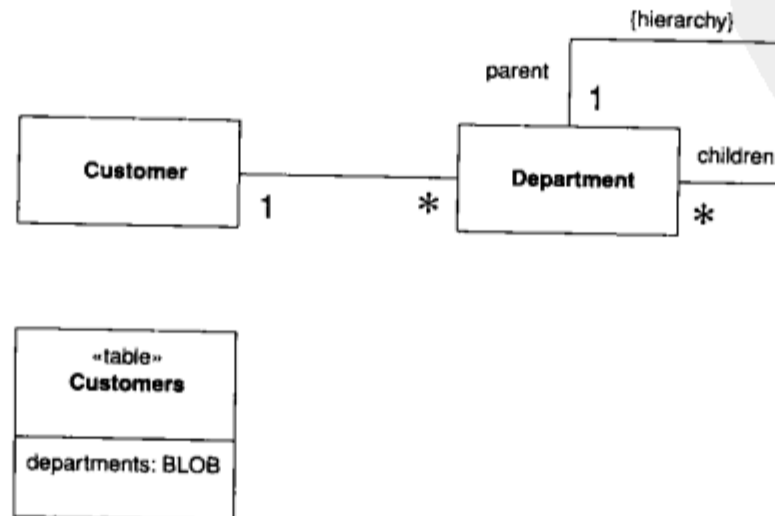 {hierarchy}
parent
1
Customer
Department
children
1
*
*
«table»
Customers
departments: BLOB